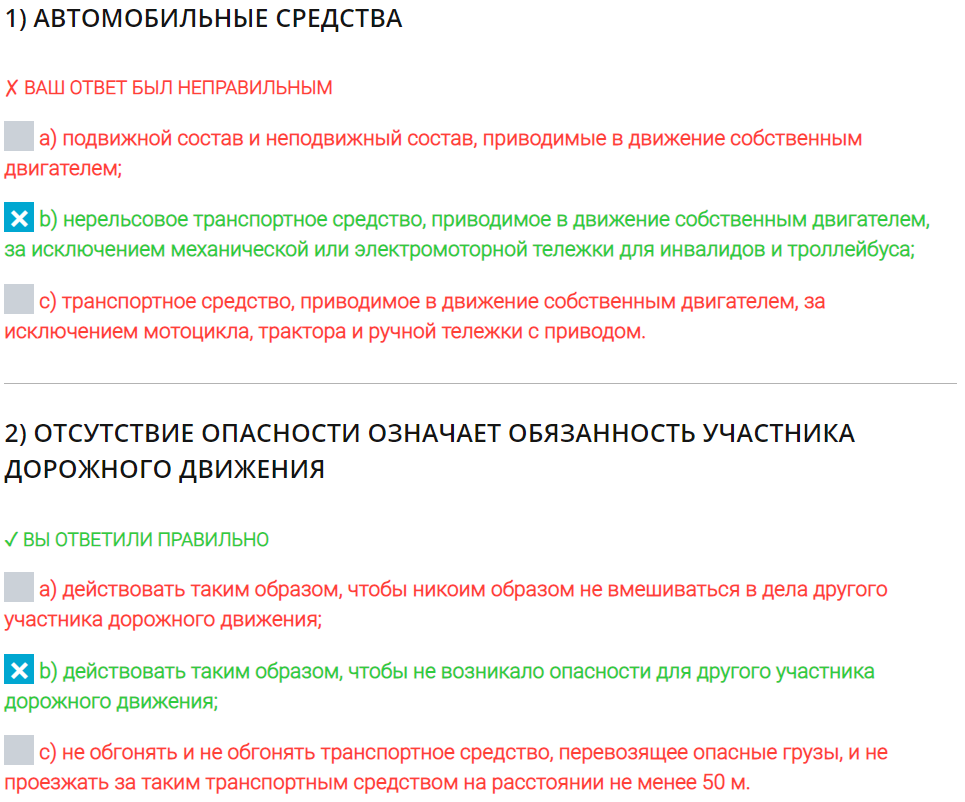 1) АВТОМОБИЛЬНЫЕ СРЕДСТВА
✗ ВАШ ОТВЕТ БЫЛ НЕПРАВИЛЬНЫМ
a) подвижной состав и неподвижный состав, приводимые в движение собственным
двигателем;
b) нерельсовое транспортное средство, приводимое в движение собственным двигателем,
за исключением механической или электромоторной тележки для инвалидов и троллейбуса;
c) транспортное средство, приводимое в движение собственным двигателем, за
исключением мотоцикла, трактора и ручной тележки с приводом.
2) ОТСУТСТВИЕ ОПАСНОСТИ ОЗНАЧАЕТ ОБЯЗАННОСТЬ УЧАСТНИКА
ДОРОЖНОГО ДВИЖЕНИЯ
✓ ВЫ ОТВЕТИЛИ ПРАВИЛЬНО
a) действовать таким образом, чтобы никоим образом не вмешиваться в дела другого
участника дорожного движения;
b) действовать таким образом, чтобы не возникало опасности для другого участника
дорожного движения;
c) не обгонять и не обгонять транспортное средство, перевозящее опасные грузы, и не
проезжать за таким транспортным средством на расстоянии не менее 50 м.